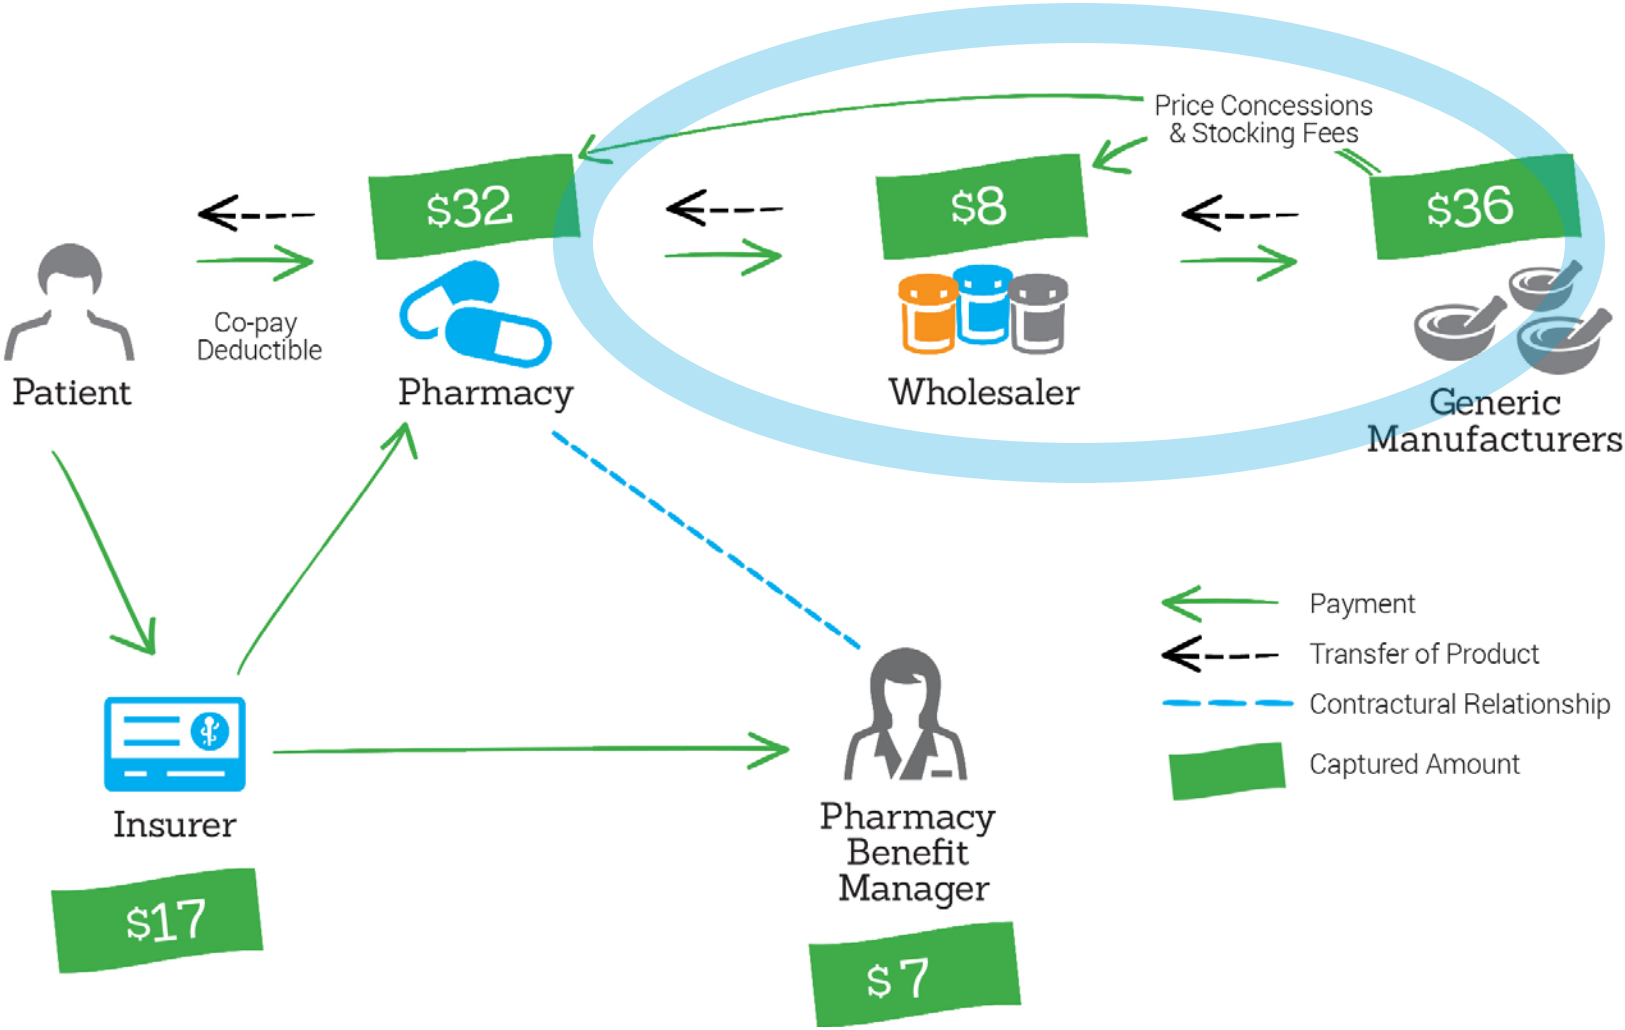 Price Concessions
& Stocking Fees
$32
$8
$36
Co-pay
Deductible
Patient
Pharmacy
Wholesaler
Generic
Manufacturers
Payment
Transfer of Product
Contractural Relationship
Captured Amount
Insurer
Pharmacy
Benefit
Manager
$17
$7